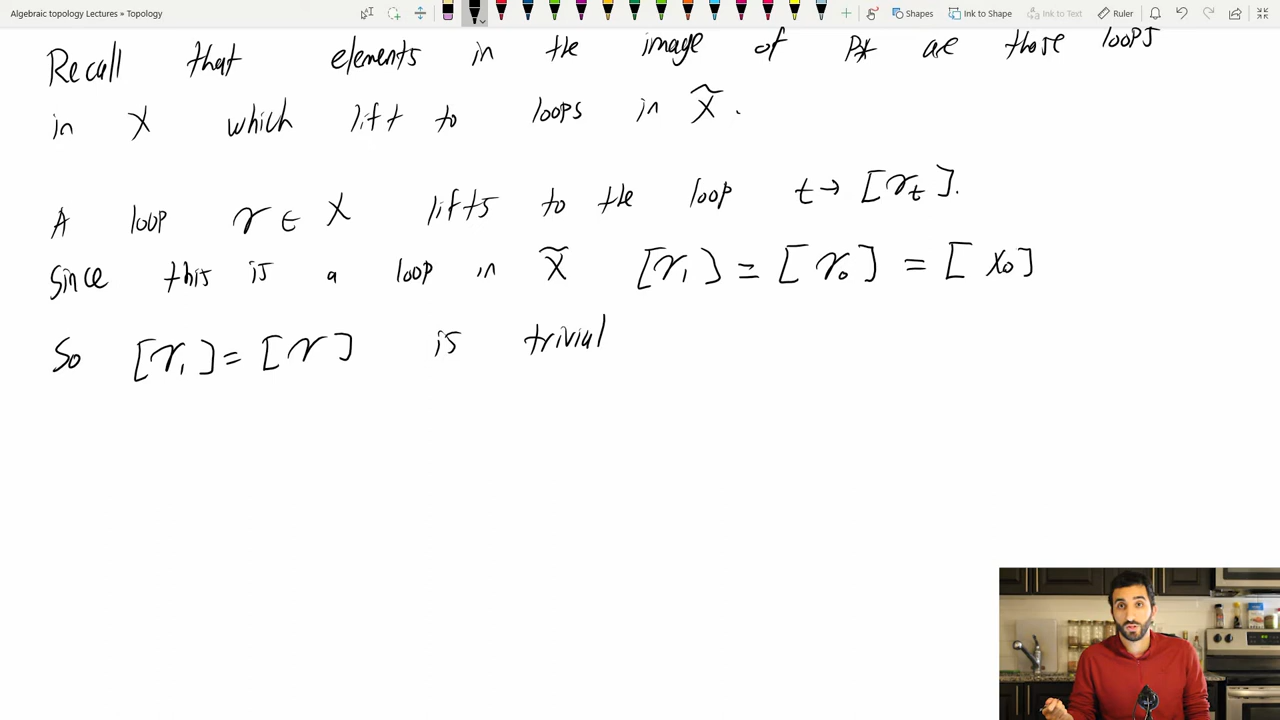 Algebraic topology Lectures – Topology
Shapes Ink to Shape Ink to Text Ruler
Recall that elements in the image of P* are those loops
in X which lift to loops in X̃.
A loop γ ∈ X lifts to the loop t → [γt].
Since this is a loop in X̃ [γ1] = [γ0] = [x0]
So [γ1] = [γ] is trivial